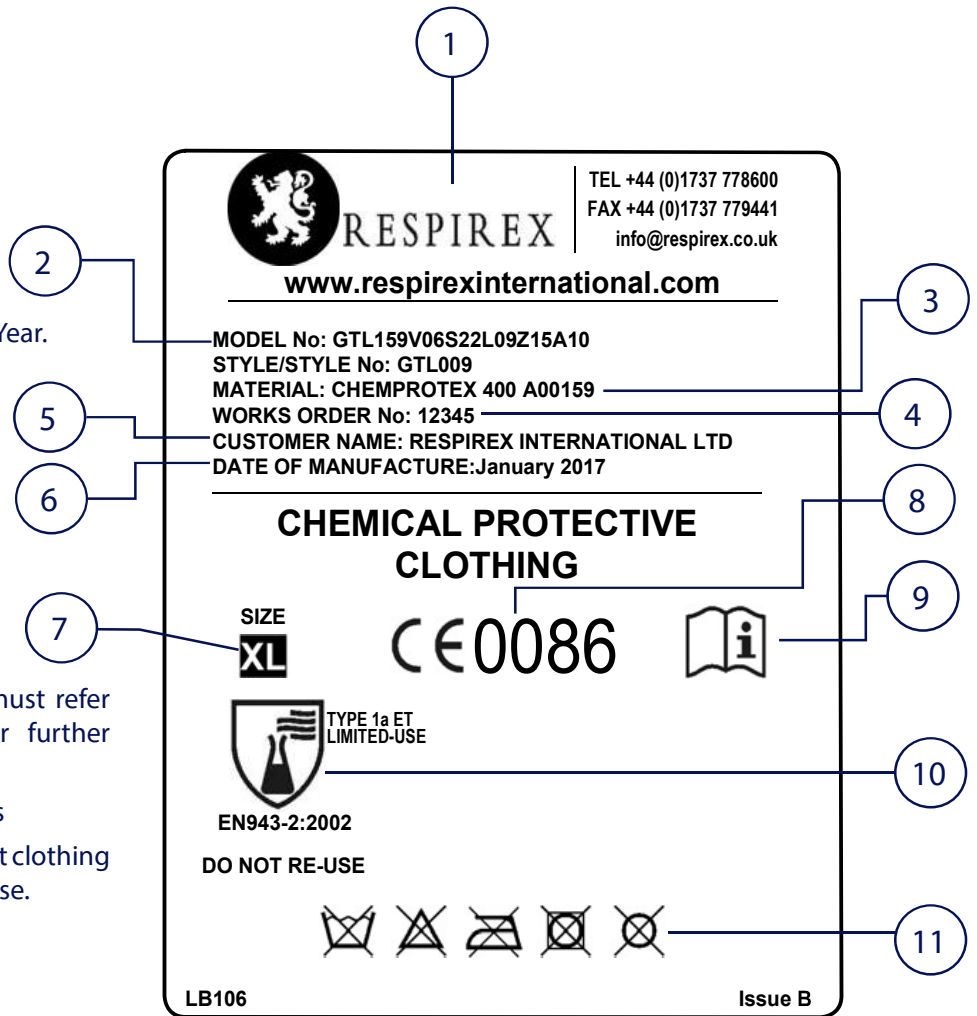 1
RESPIREX
TEL +44 (0)1737 778600
FAX +44 (0)1737 779441
info@respirex.co.uk
www.respirexinternational.com
2
3
Year.
MODEL No: GTL159V06S22L09Z15A10
STYLE/STYLE No: GTL009
MATERIAL: CHEMPROTEX 400 A00159
WORKS ORDER No: 12345
4
5
CUSTOMER NAME: RESPIREX INTERNATIONAL LTD
DATE OF MANUFACTURE:January 2017
6
8
CHEMICAL PROTECTIVE
CLOTHING
9
7
SIZE
XL
CE0086
i
must refer
r further
TYPE 1a ET
LIMITED-USE
10
s
EN943-2:2002
t clothing
se.
DO NOT RE-USE
11
LB106
Issue B